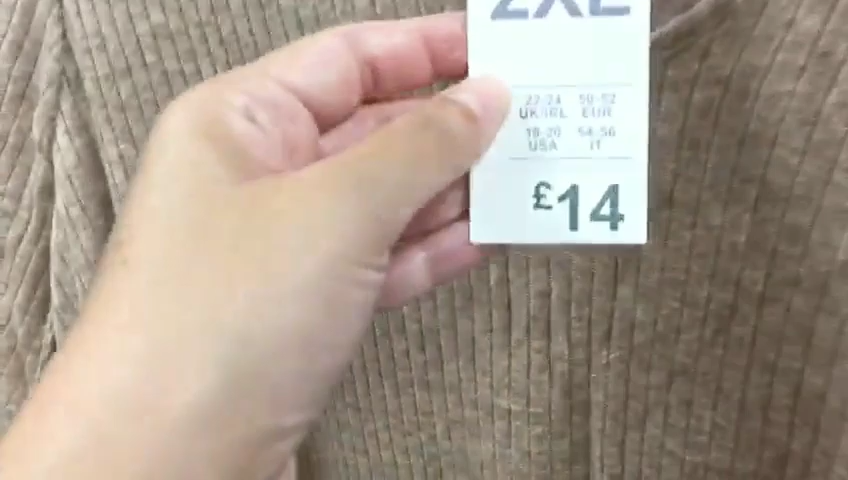 2XL
22-24 50-52
UK/IRL EUR
18-20 54-56
USA IT
£14